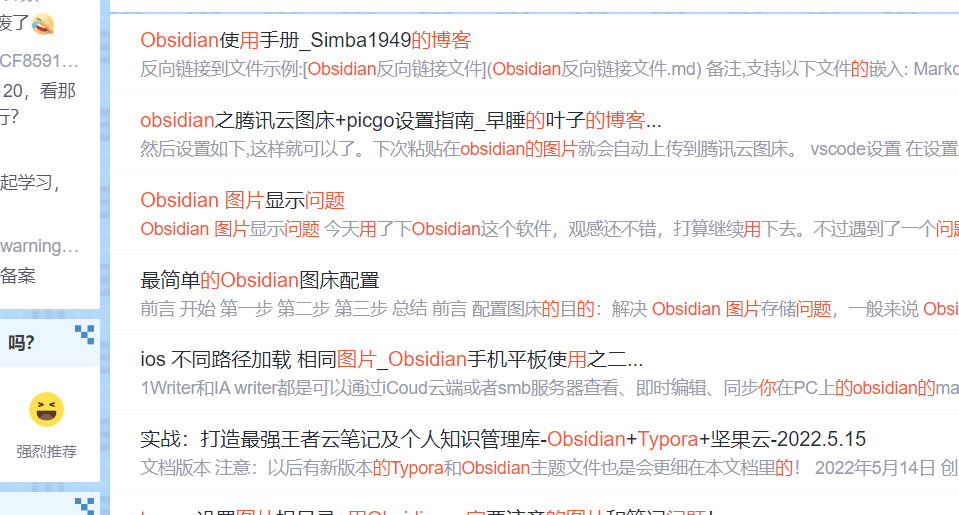 废了
CF8591...
120，看那
行?
起学习，
warning...
备案
吗?
强烈推荐
Obsidian使用手册_Simba1949的博客
反向链接到文件示例:[Obsidian反向链接文件](Obsidian反向链接文件.md) 备注,支持以下文件的嵌入: Markd
obsidian之腾讯云图床+picgo设置指南_早睡的叶子的博客...
然后设置如下,这样就可以了。下次粘贴在obsidian的图片就会自动上传到腾讯云图床。 vscode设置 在设置
Obsidian 图片显示问题
Obsidian 图片显示问题 今天用了下Obsidian这个软件，观感还不错，打算继续用下去。不过遇到了一个问题
最简单的Obsidian图床配置
前言 开始 第一步 第二步 第三步 总结 前言 配置图床的目的：解决 Obsidian 图片存储问题，一般来说 Obsi
ios 不同路径加载 相同图片_Obsidian手机平板使用之二...
1Writer和IA writer都是可以通过iCoud云端或者smb服务器查看、即时编辑、同步你在PC上的obsidian的ma
实战：打造最强王者云笔记及个人知识管理库-Obsidian+Typora+坚果云-2022.5.15
文档版本 注意：以后有新版本的Typora和Obsidian主题文件也是会更细在本文档里的！ 2022年5月14日 创